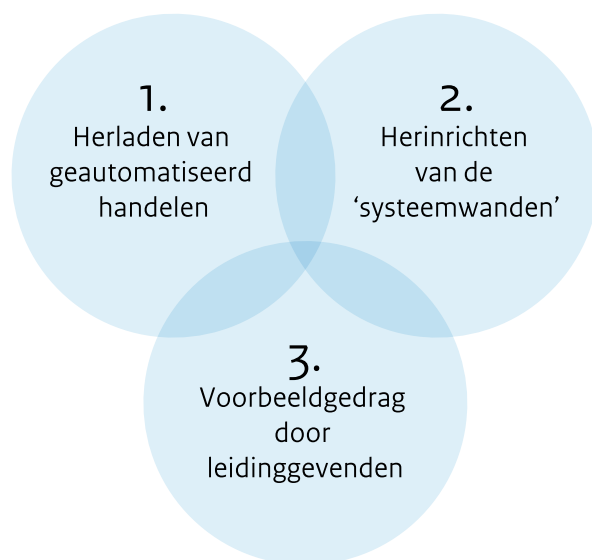 1.
Herladen van
geautomatiseerd
handelen
2.
Herinrichten
van de
‘systeemwanden’
3.
Voorbeeldgedrag
door
leidinggevenden